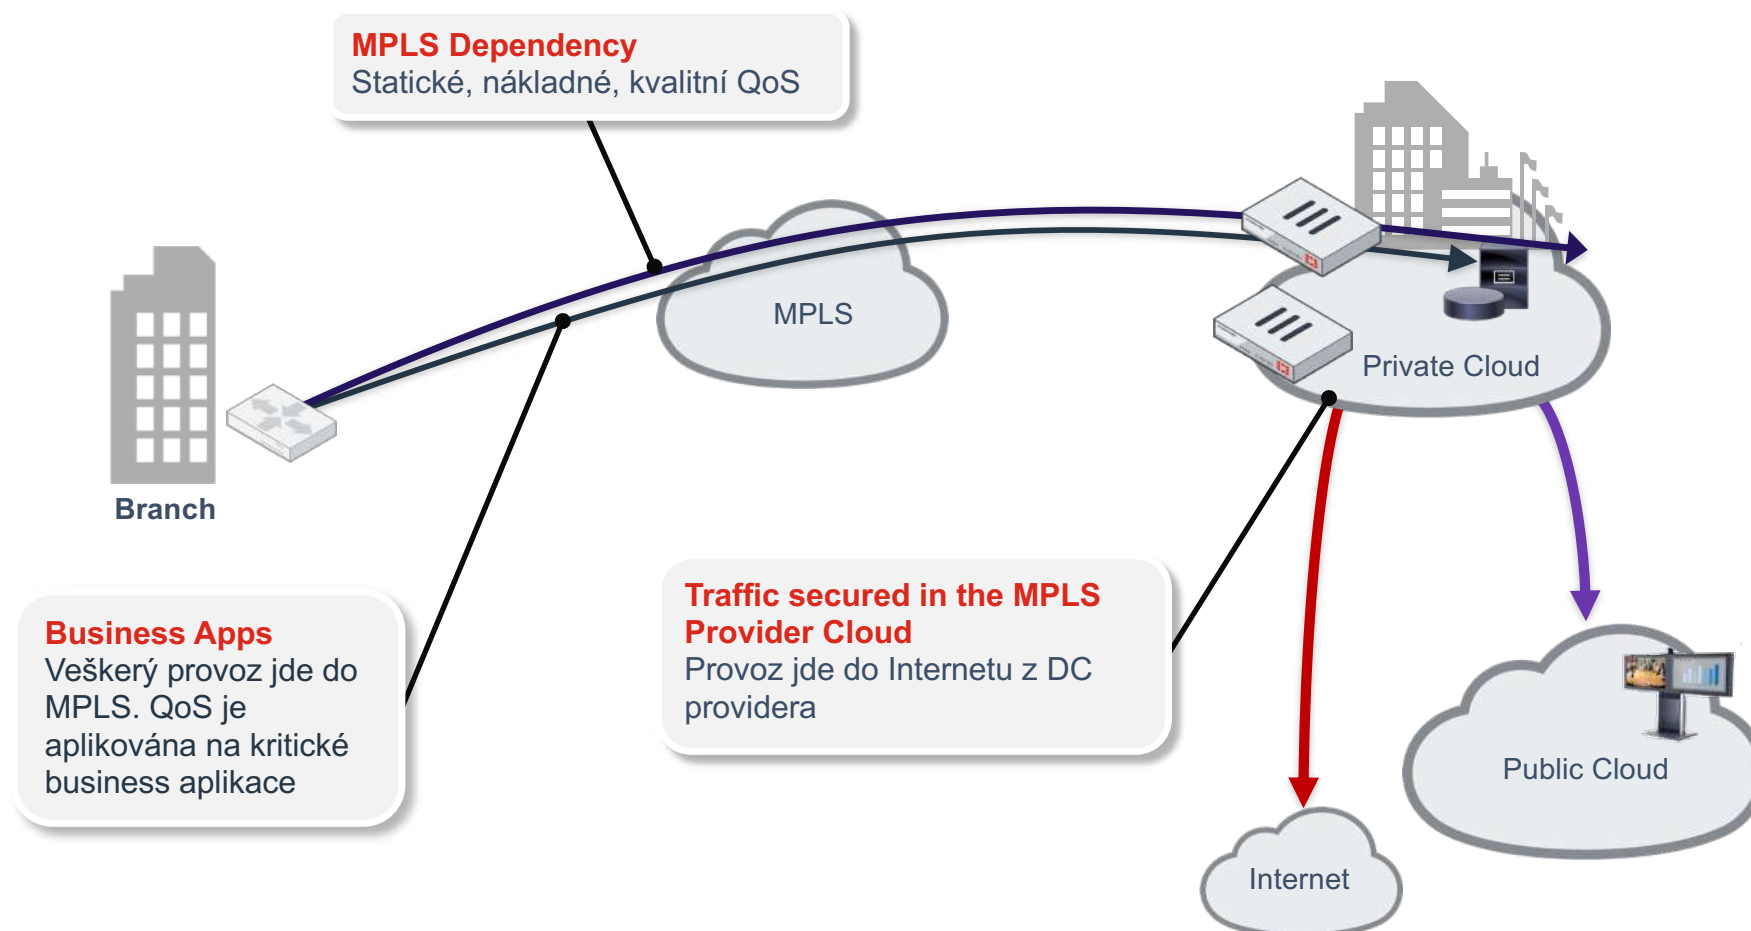 MPLS Dependency
Statické, nákladné, kvalitní QoS
MPLS
Private Cloud
Branch
Business Apps
Veškerý provoz jde do
MPLS. QoS je
aplikována na kritické
business aplikace
Traffic secured in the MPLS
Provider Cloud
Provoz jde do Internetu z DC
providera
Public Cloud
Internet